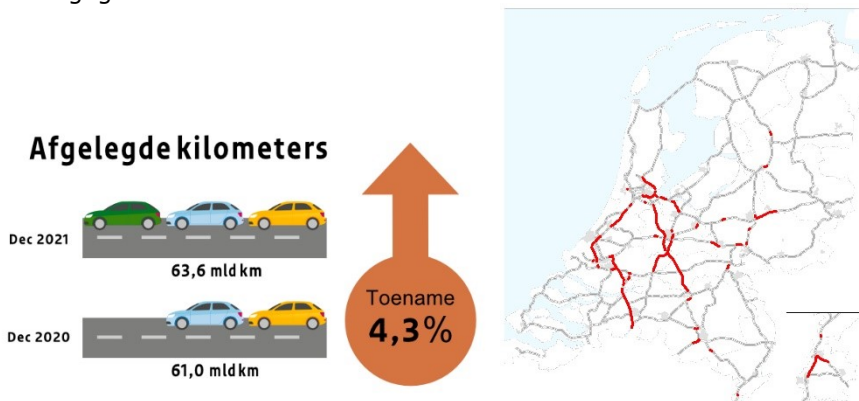 Afgelegde kilometers
Dec 2021
63,6 mld km
Dec 2020
61,0 mld km
Toename
4,3%